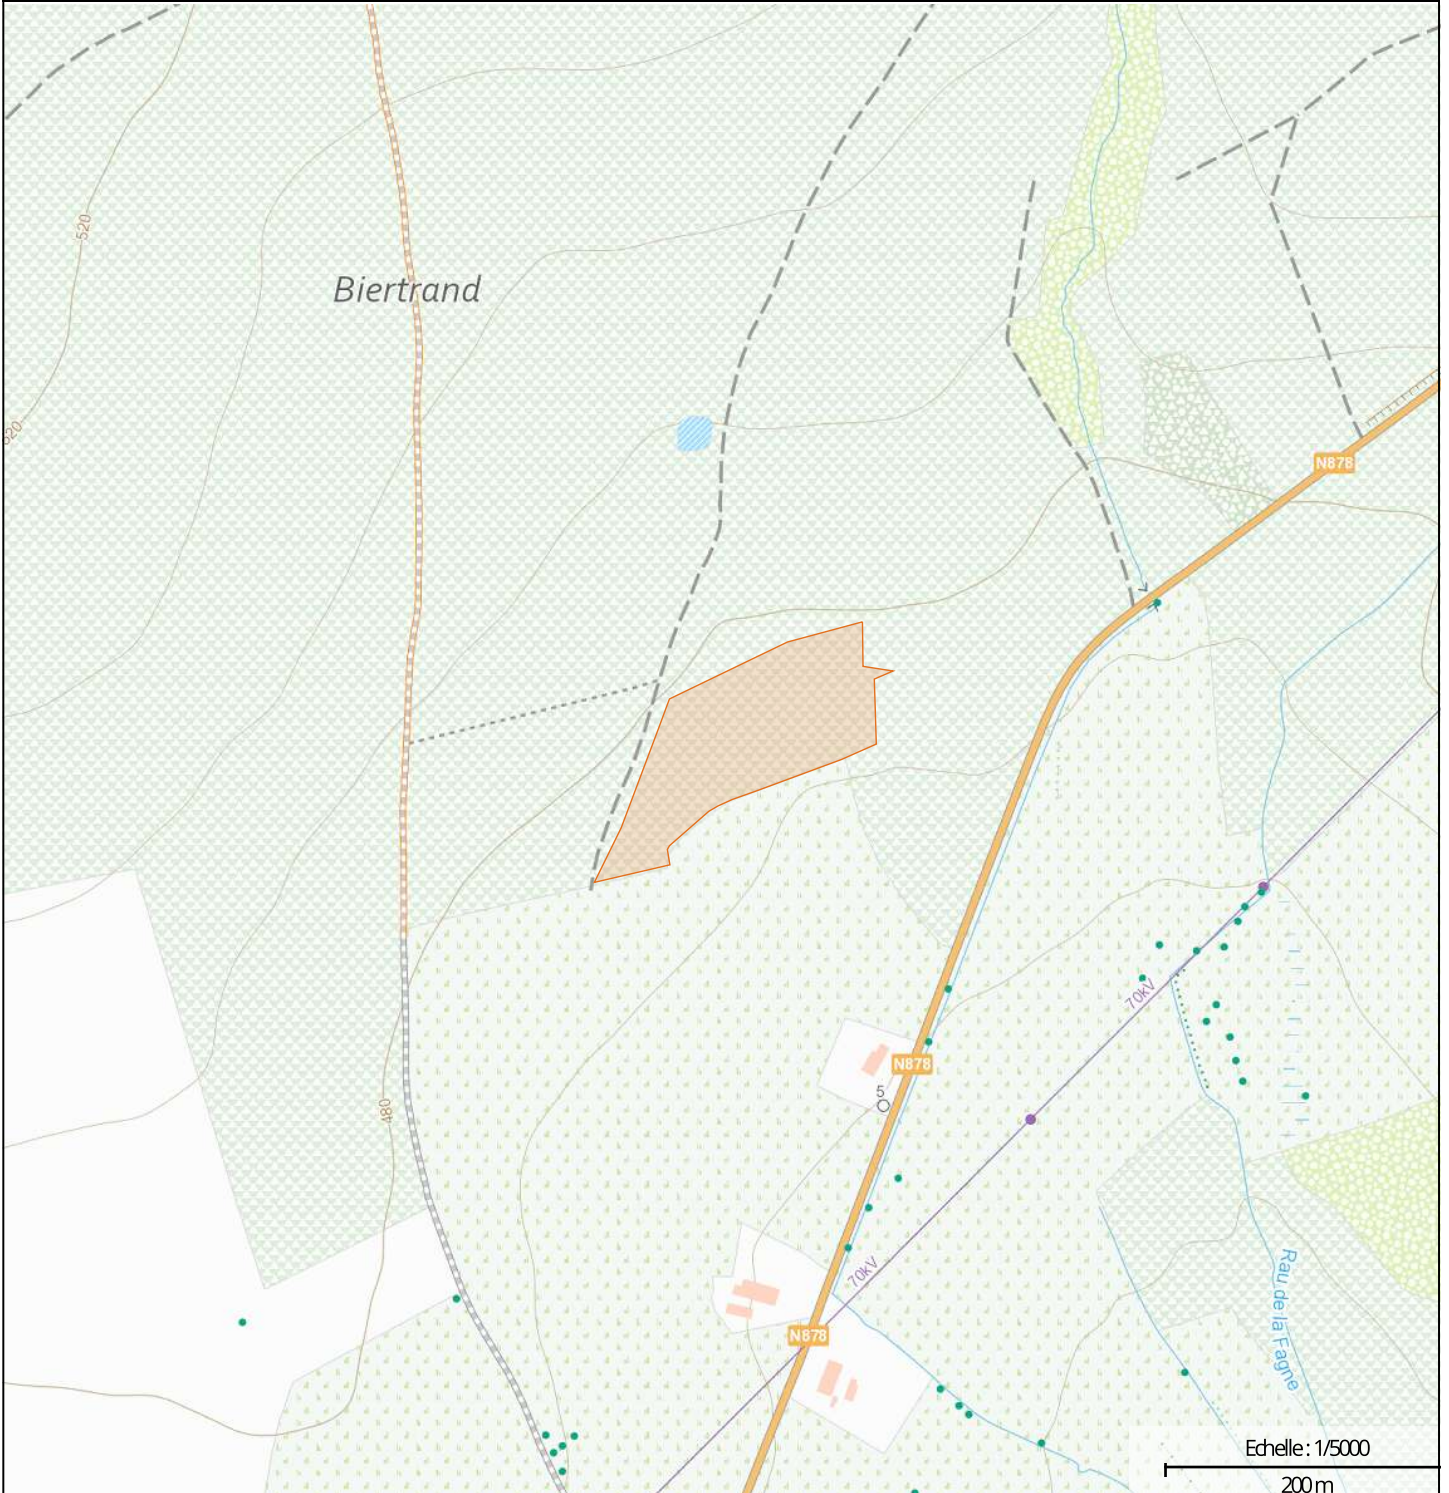 520
Biertrand
520
N878
70kV
N878
5
480
70kV
Rau de la Fagne
N878
Echelle : 1/5000
200 m